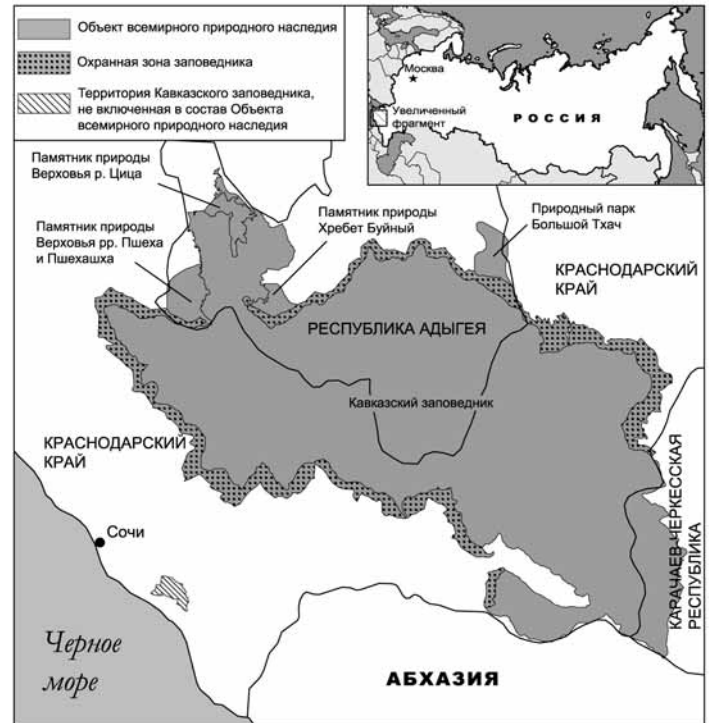 Объект всемирного природного наследия
Охранная зона заповедника
Территория Кавказского заповедника,
не включенная в состав Объекта
всемирного природного наследия
Москва
Увеличенный
фрагмент
РОССИЯ
Памятник природы
Верховья р. Цица
Памятник природы
Верховья рр. Пшеха
и Пшехашха
Памятник природы
Хребет Буйный
Природный парк
Большой Тхач
КРАСНОДАРСКИЙ
КРАЙ
РЕСПУБЛИКА АДЫГЕЯ
Кавказский заповедник
КРАСНОДАРСКИЙ
КРАЙ
КАРАЧАЕВ-ЧЕРКЕССКАЯ
РЕСПУБЛИКА
Сочи
Черное
море
АБХАЗИЯ